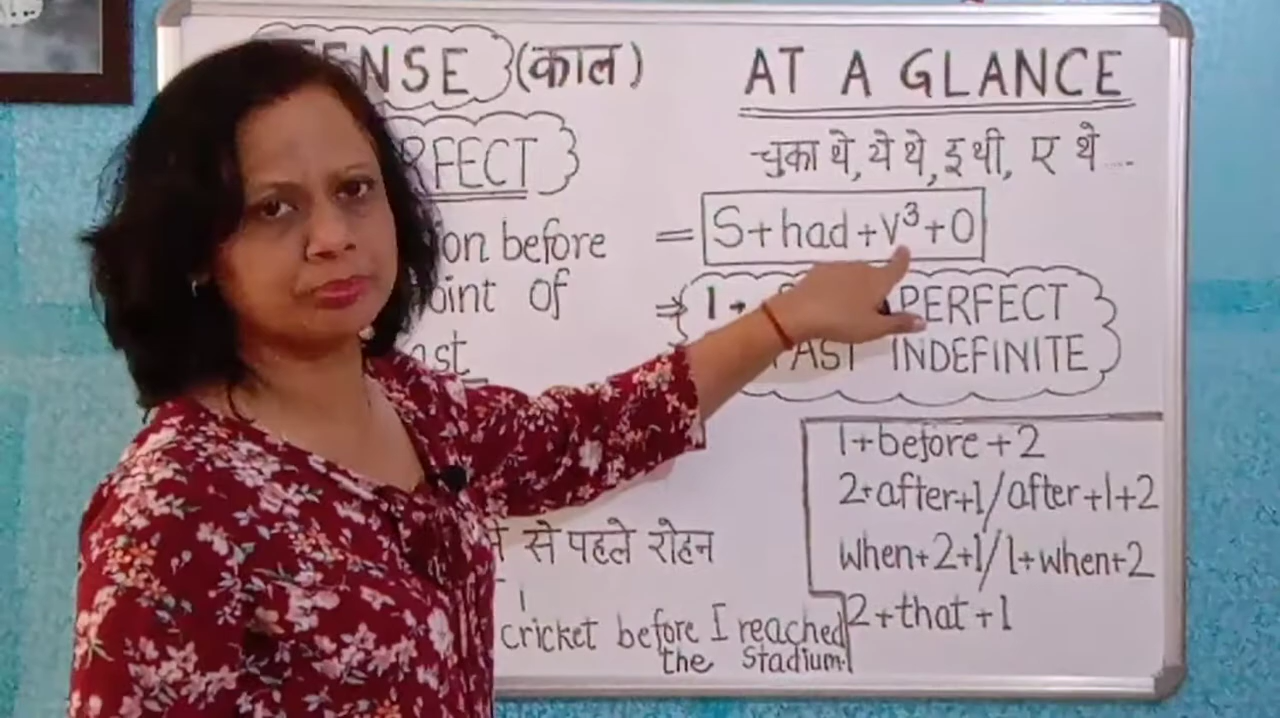 ENSE (काल) AT A GLANCE
RFECT चुका थे, ये थे, इ थी, ए थे....
on before = S+had+V³+O
oint of ⇒ 1→ PERFECT
ast PAST INDEFINITE
1+before+2
2+after+1/after+1+2
से पहले रोहन when+2+1/1+when+2
1
2+that+1
cricket before I reached
the stadium.